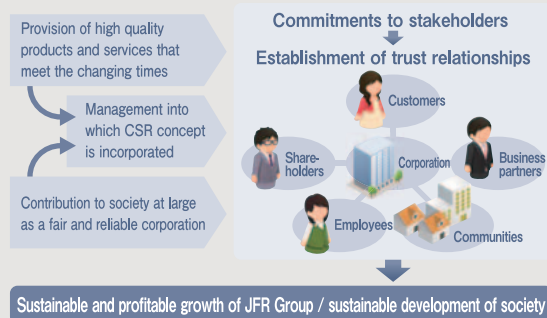 Provision of high quality
products and services that
meet the changing times
Management into
which CSR concept
is incorporated
Contribution to society at large
as a fair and reliable corporation
Commitments to stakeholders
Establishment of trust relationships
Customers
Share-
holders
Corporation
Business
partners
Employees
Communities
Sustainable and profitable growth of JFR Group / sustainable development of society